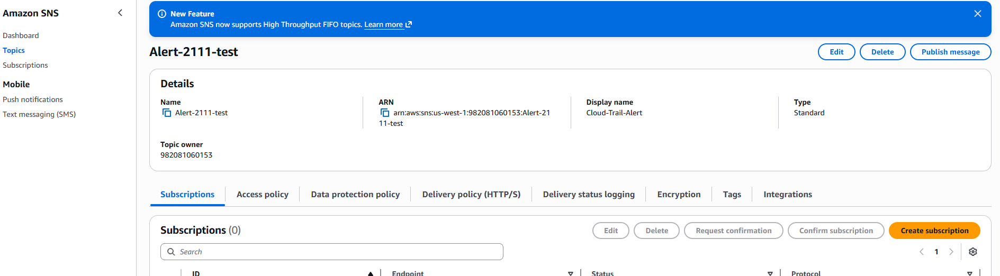 Amazon SNS
Dashboard
Topics
Subscriptions
Mobile
Push notifications
Text messaging (SMS)
New Feature
Amazon SNS now supports High Throughput FIFO topics. Learn more
Alert-2111-test
Edit
Delete
Publish message
Details
Name
Alert-2111-test
ARN
arn:aws:sns:us-west-1:982081060153:Alert-21
11-test
Display name
Cloud-Trail-Alert
Type
Standard
Topic owner
982081060153
Subscriptions
Access policy
Data protection policy
Delivery policy (HTTP/S)
Delivery status logging
Encryption
Tags
Integrations
Subscriptions (0)
Edit
Delete
Request confirmation
Confirm subscription
Create subscription
Search
1
ID
Endpoint
Status
Protocol